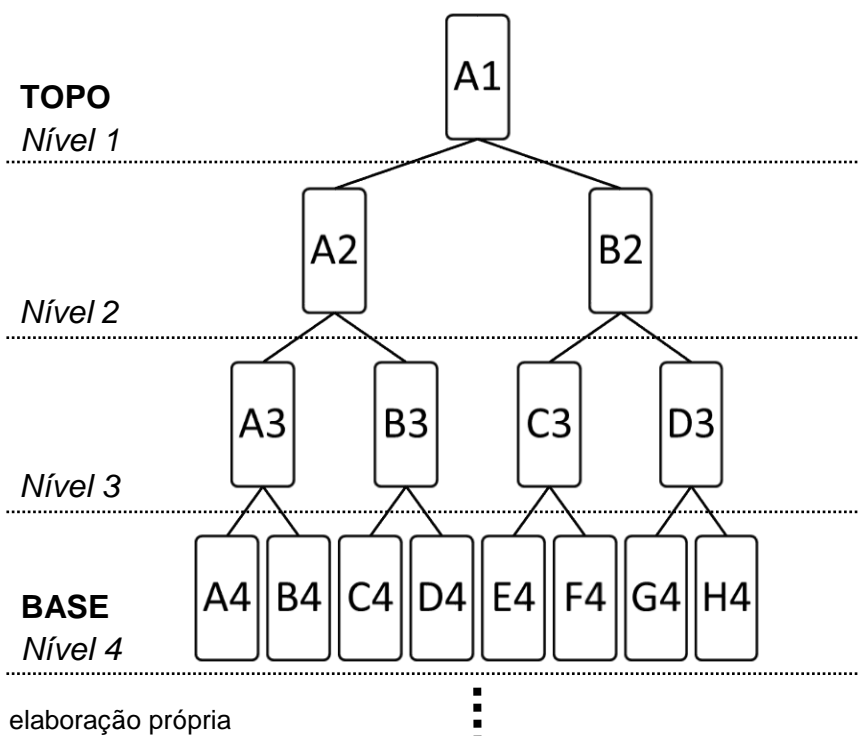 A1
TOPO
Nível 1
A2 B2
Nível 2
A3 B3 C3 D3
Nível 3
A4 B4 C4 D4 E4 F4 G4 H4
BASE
Nível 4
elaboração própria